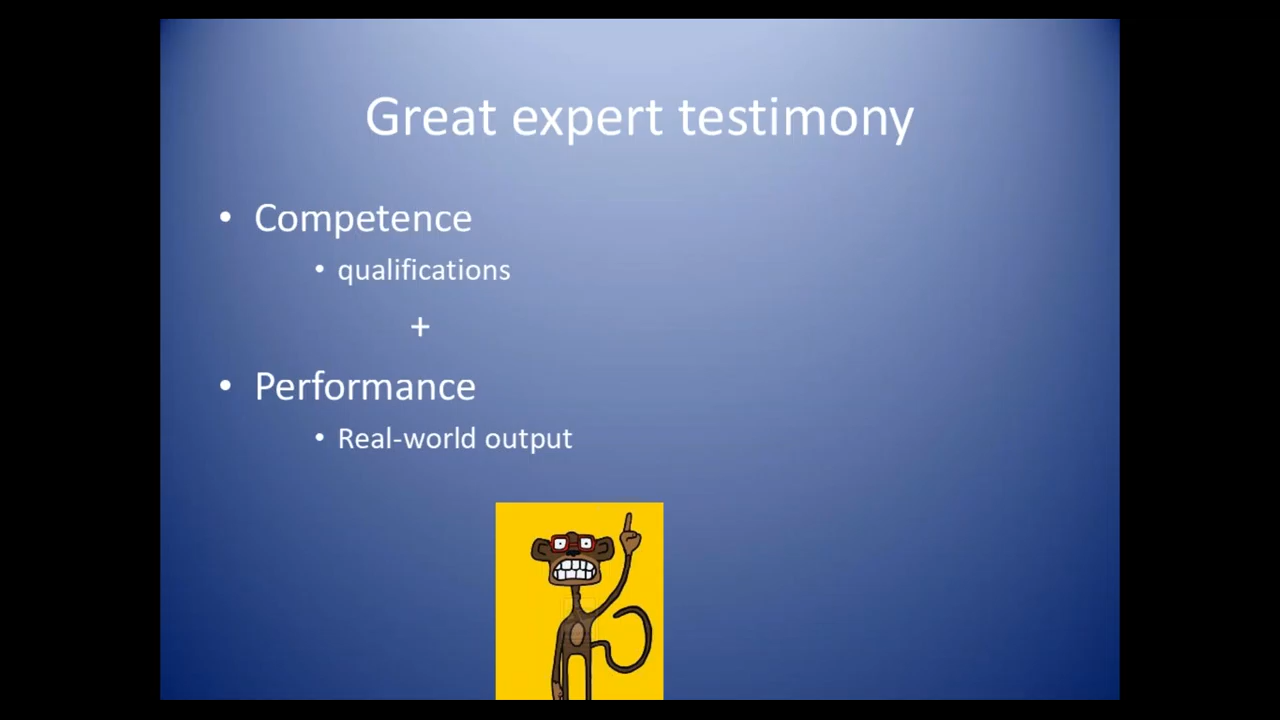 Great expert testimony
• Competence
• qualifications
+
• Performance
• Real-world output